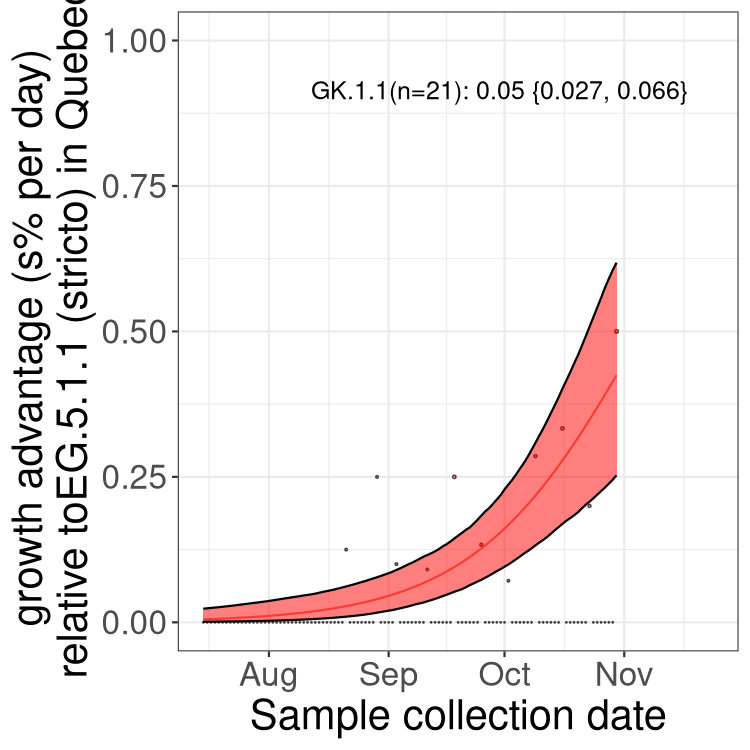 growth advantage (s% per day)
relative toEG.5.1.1 (stricto) in Quebec
1.00
0.75
0.50
0.25
0.00
GK.1.1(n=21): 0.05 {0.027, 0.066}
Aug Sep Oct Nov
Sample collection date